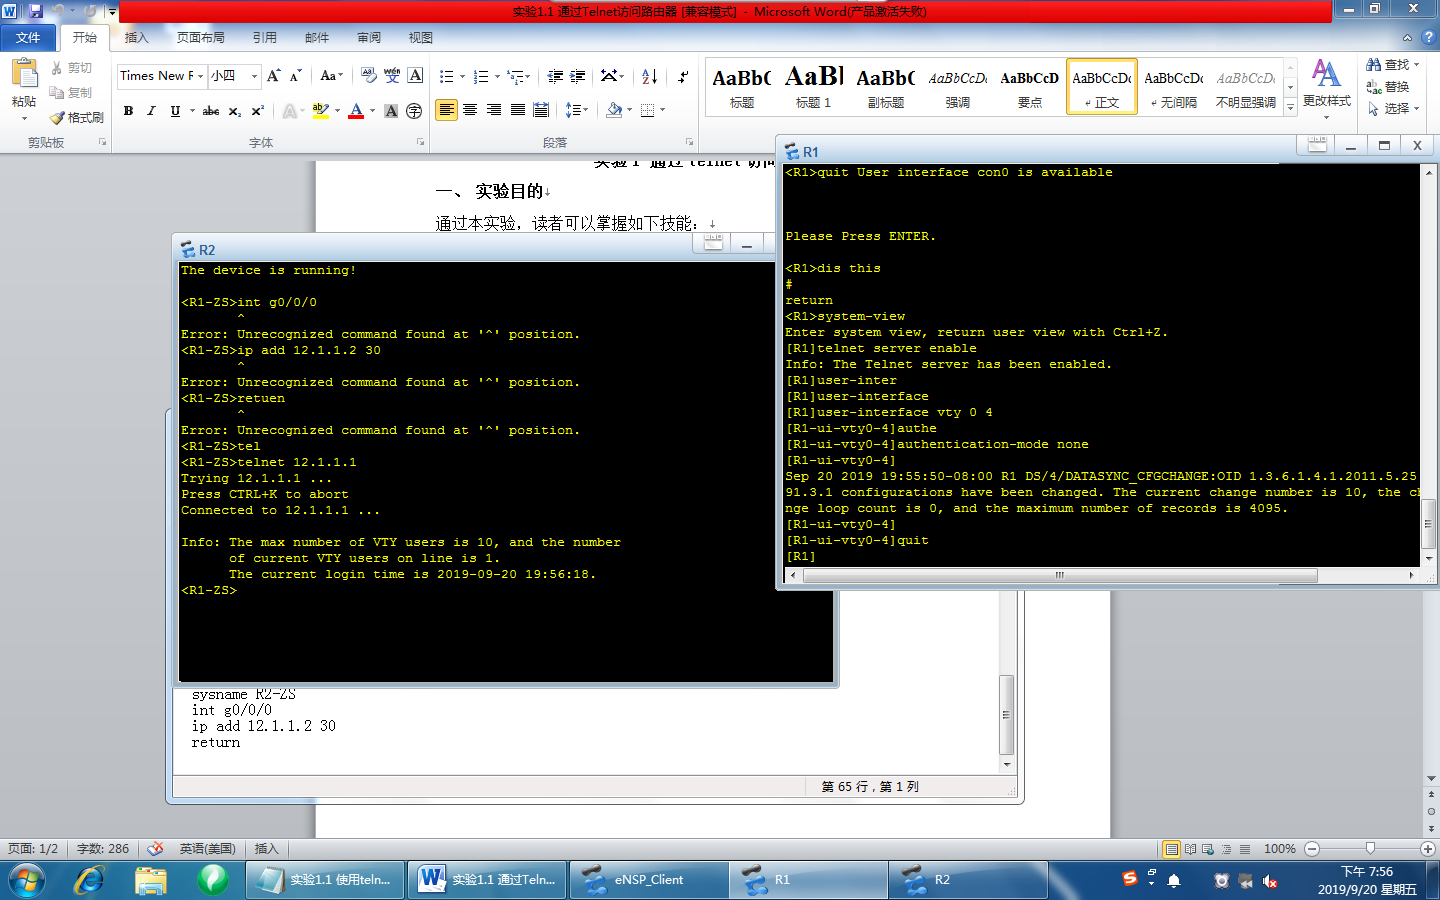 实验1.1 通过Telnet访问路由器 [兼容模式] - Microsoft Word(产品激活失败)
文件 开始 插入 页面布局 引用 邮件 审阅 视图
粘贴
剪切
复制
格式刷
剪贴板
Times New F 小四
B I U abc x₂ x²
字体
段落
AaBbC 标题
AaBl 标题 1
AaBbC 副标题
AaBbCcDc 强调
AaBbCcD 要点
AaBbCcDc 正文
AaBbCcDc 无间隔
AaBbCcDc 不明显强调
更改样式
查找
替换
选择
一、 实验目的
通过本实验，读者可以掌握如下技能：
R2
The device is running!
<R1-ZS>int g0/0/0
^
Error: Unrecognized command found at '^' position.
<R1-ZS>ip add 12.1.1.2 30
^
Error: Unrecognized command found at '^' position.
<R1-ZS>retuen
^
Error: Unrecognized command found at '^' position.
<R1-ZS>tel
<R1-ZS>telnet 12.1.1.1
Trying 12.1.1.1 ...
Press CTRL+K to abort
Connected to 12.1.1.1 ...
Info: The max number of VTY users is 10, and the number
of current VTY users on line is 1.
The current login time is 2019-09-20 19:56:18.
<R1-ZS>
R1
<R1>quit User interface con0 is available
Please Press ENTER.
<R1>dis this
#
return
<R1>system-view
Enter system view, return user view with Ctrl+Z.
[R1]telnet server enable
Info: The Telnet server has been enabled.
[R1]user-inter
[R1]user-interface
[R1]user-interface vty 0 4
[R1-ui-vty0-4]authe
[R1-ui-vty0-4]authentication-mode none
[R1-ui-vty0-4]
Sep 20 2019 19:55:50-08:00 R1 DS/4/DATASYNC_CFGCHANGE:OID 1.3.6.1.4.1.2011.5.25
91.3.1 configurations have been changed. The current change number is 10, the ch
nge loop count is 0, and the maximum number of records is 4095.
[R1-ui-vty0-4]
[R1-ui-vty0-4]quit
[R1]
sysname R2-ZS
int g0/0/0
ip add 12.1.1.2 30
return
第 65 行，第 1 列
页面: 1/2 字数: 286 英语(美国) 插入 100%
实验1.1 使用teln...
实验1.1 通过Teln...
eNSP_Client
R1
R2
下午 7:56
2019/9/20 星期五